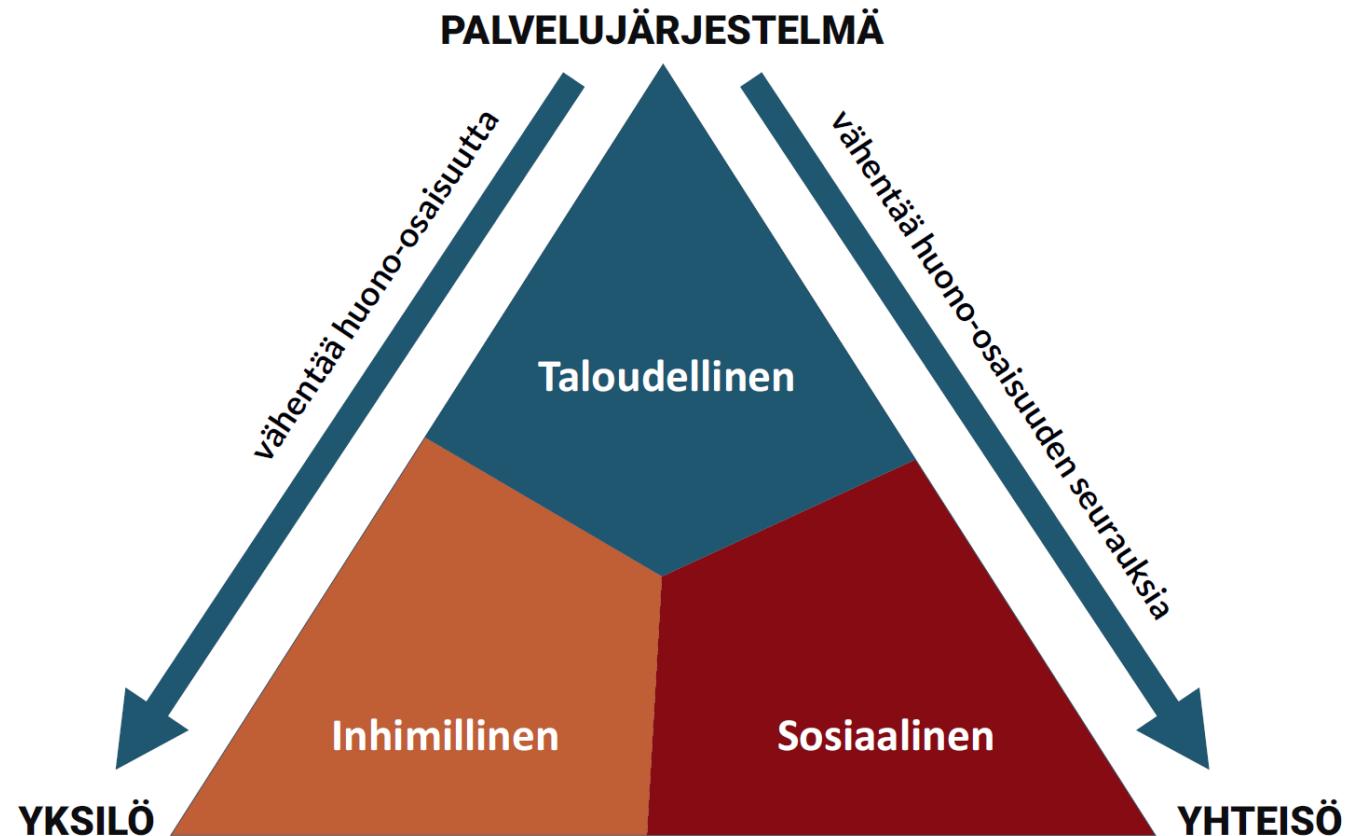 PALVELUJÄRJESTELMÄ
vähentää huono-osaisuutta
vähentää huono-osaisuuden seurauksia
Taloudellinen
Inhimillinen
Sosiaalinen
YKSILÖ
YHTEISÖ